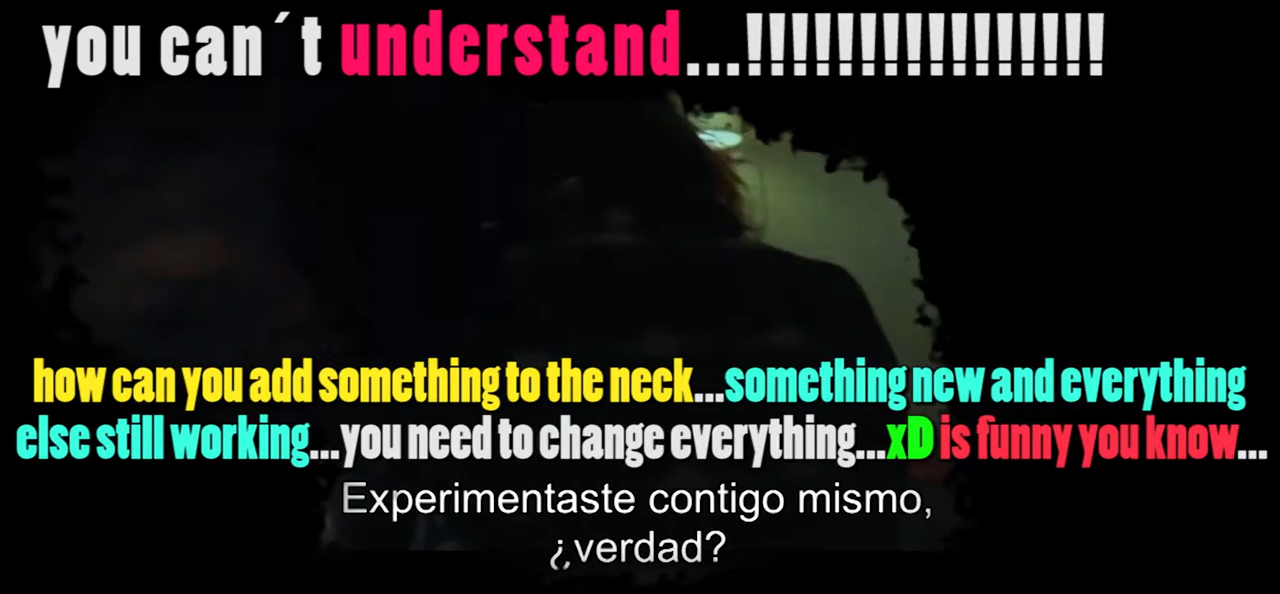 you can´t understand...!!!!!!!!!!!!!!!!
how can you add something to the neck...something new and everything
else still working...you need to change everything...xD is funny you know...
Experimentaste contigo mismo,
¿verdad?